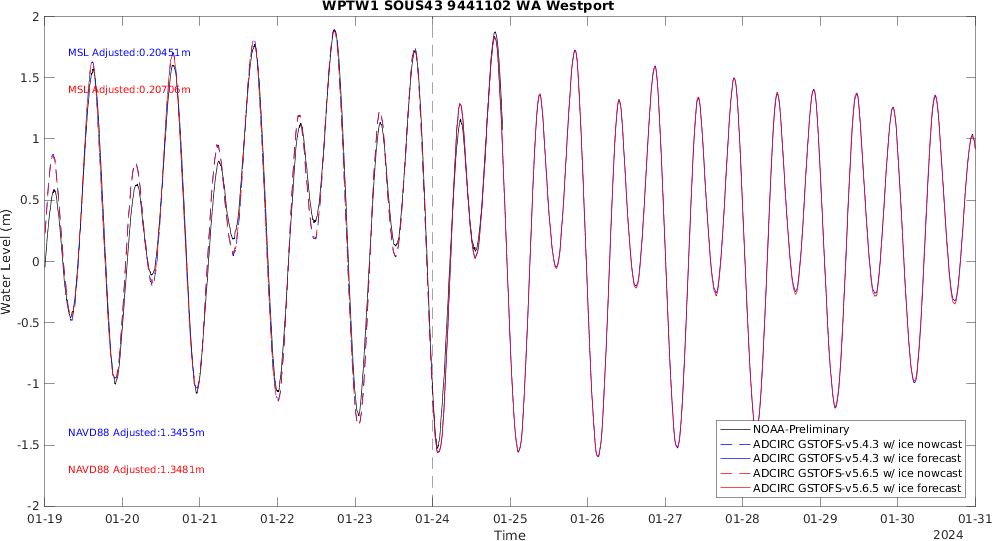 WPTW1 SOUS43 9441102 WA Westport
2
1.5
1
0.5
0
-0.5
-1
-1.5
-2
Water Level (m)
MSL Adjusted:0.20451m
MSL Adjusted:0.20706m
NAVD88 Adjusted:1.3455m
NAVD88 Adjusted:1.3481m
NOAA-Preliminary
ADCIRC GSTOFS-v5.4.3 w/ ice nowcast
ADCIRC GSTOFS-v5.4.3 w/ ice forecast
ADCIRC GSTOFS-v5.6.5 w/ ice nowcast
ADCIRC GSTOFS-v5.6.5 w/ ice forecast
01-19 01-20 01-21 01-22 01-23 01-24 01-25 01-26 01-27 01-28 01-29 01-30 01-31
Time
2024